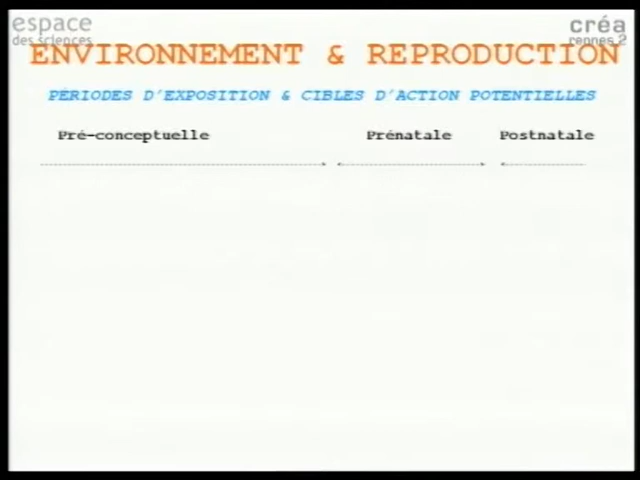 espace
des sciences
créa
rennes 2
ENVIRONNEMENT & REPRODUCTION
PÉRIODES D'EXPOSITION & CIBLES D'ACTION POTENTIELLES
Pré-conceptuelle Prénatale Postnatale